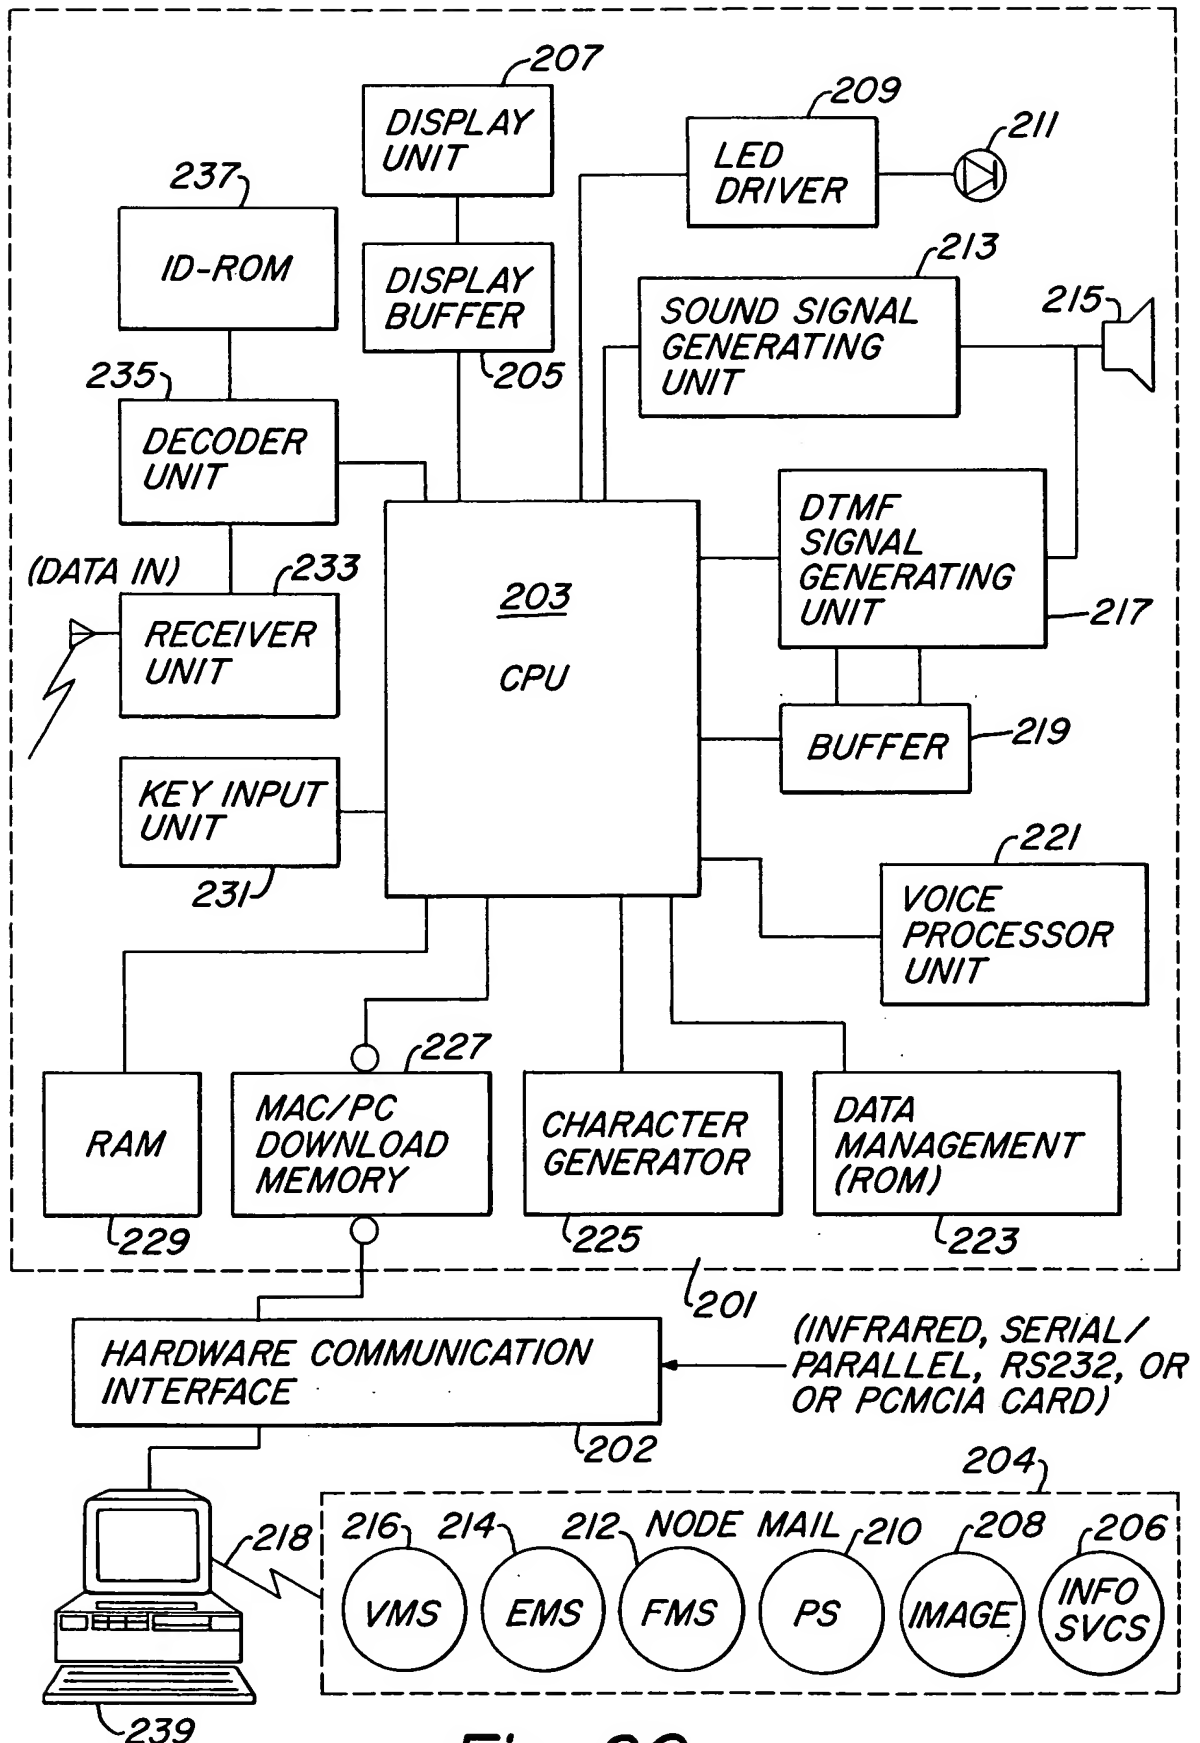 207
DISPLAY
UNIT
209
LED
DRIVER
211
237
ID-ROM
DISPLAY
BUFFER
205
213
SOUND SIGNAL
GENERATING
UNIT
215
235
DECODER
UNIT
DTMF
SIGNAL
GENERATING
UNIT
217
(DATA IN)
233
RECEIVER
UNIT
203
CPU
BUFFER
219
KEY INPUT
UNIT
231
221
VOICE
PROCESSOR
UNIT
RAM
229
227
MAC/PC
DOWNLOAD
MEMORY
CHARACTER
GENERATOR
225
DATA
MANAGEMENT
(ROM)
223
201
HARDWARE COMMUNICATION
INTERFACE
202
(INFRARED, SERIAL/
PARALLEL, RS232, OR
OR PCMCIA CARD)
204
NODE MAIL
218
216
VMS
214
EMS
212
FMS
210
PS
208
IMAGE
206
INFO
SVCS
239